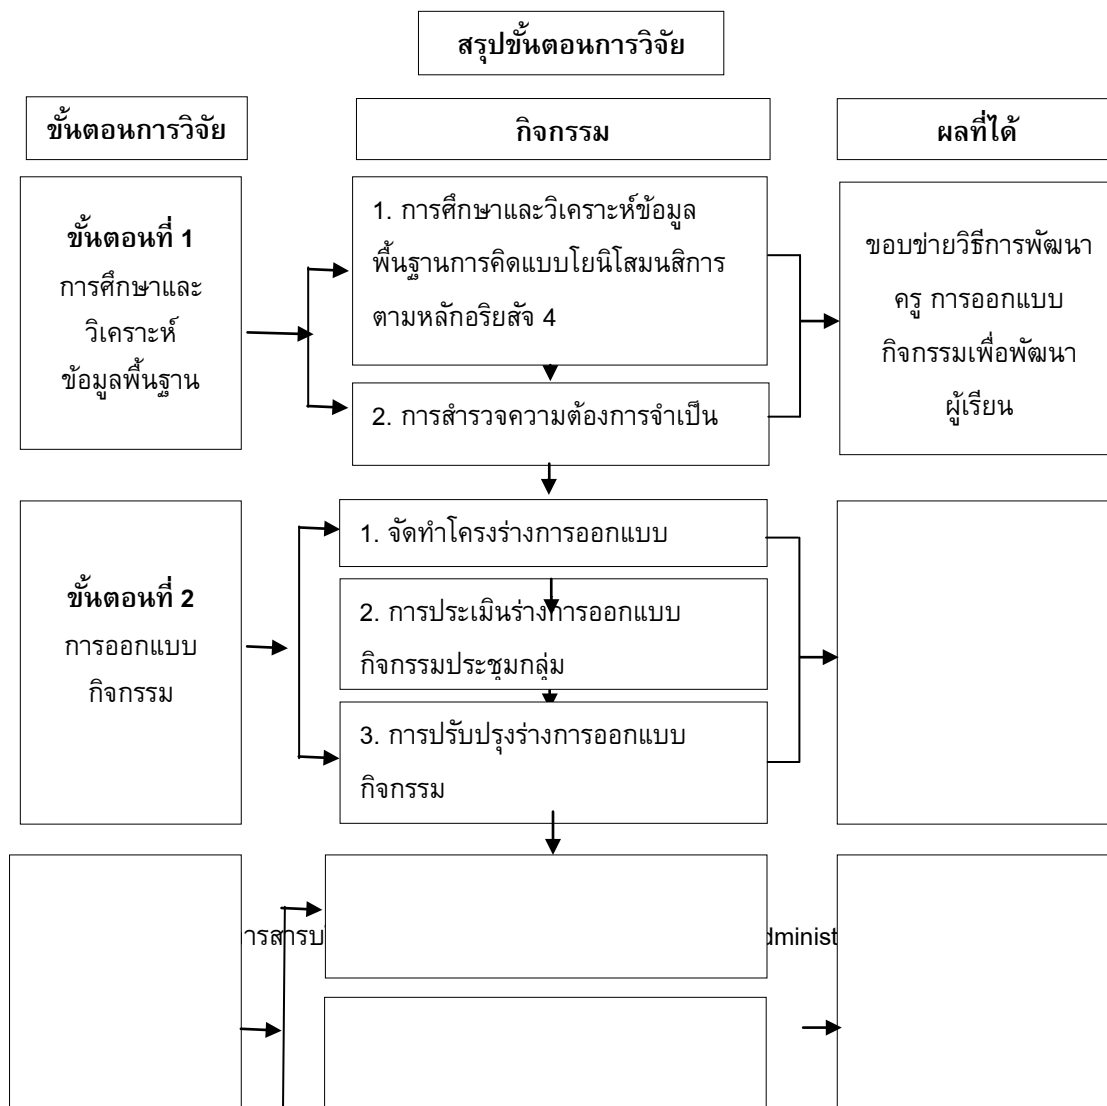 สรุปขั้นตอนการวิจัย
ขั้นตอนการวิจัย
กิจกรรม
ผลที่ได้
ขั้นตอนที่ 1
การศึกษาและ
วิเคราะห์
ข้อมูลพื้นฐาน
1. การศึกษาและวิเคราะห์ข้อมูล
พื้นฐานการคิดแบบโยนิโสมนสิการ
ตามหลักอริยสัจ 4
2. การสำรวจความต้องการจำเป็น
ขอบข่ายวิธีการพัฒนา
ครู การออกแบบ
กิจกรรมเพื่อพัฒนา
ผู้เรียน
ขั้นตอนที่ 2
การออกแบบ
กิจกรรม
1. จัดทำโครงร่างการออกแบบ
2. การประเมินร่างการออกแบบ
กิจกรรมประชุมกลุ่ม
3. การปรับปรุงร่างการออกแบบ
กิจกรรม